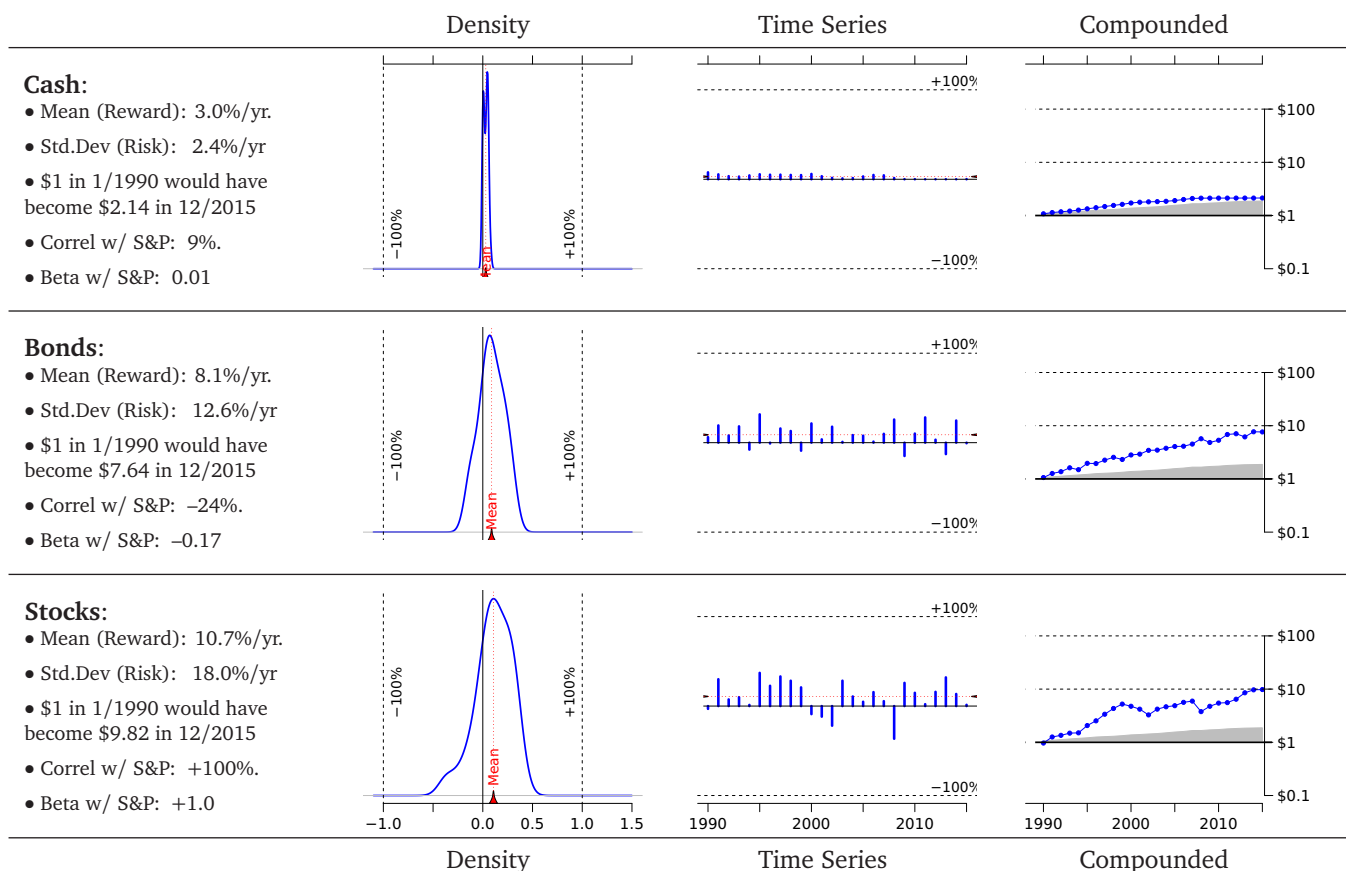 Density Time Series Compounded
Cash:
• Mean (Reward): 3.0%/yr.
• Std.Dev (Risk): 2.4%/yr
• $1 in 1/1990 would have
become $2.14 in 12/2015
• Correl w/ S&P: 9%.
• Beta w/ S&P: 0.01
−100%
+100%
Mean
+100%
−100%
$100
$10
$1
$0.1
Bonds:
• Mean (Reward): 8.1%/yr.
• Std.Dev (Risk): 12.6%/yr
• $1 in 1/1990 would have
become $7.64 in 12/2015
• Correl w/ S&P: –24%.
• Beta w/ S&P: –0.17
−100%
+100%
Mean
+100%
−100%
$100
$10
$1
$0.1
Stocks:
• Mean (Reward): 10.7%/yr.
• Std.Dev (Risk): 18.0%/yr
• $1 in 1/1990 would have
become $9.82 in 12/2015
• Correl w/ S&P: +100%.
• Beta w/ S&P: +1.0
−100%
+100%
Mean
+100%
−100%
$100
$10
$1
$0.1
−1.0 0.0 0.5 1.0 1.5
1990 2000 2010
1990 2000 2010
Density Time Series Compounded